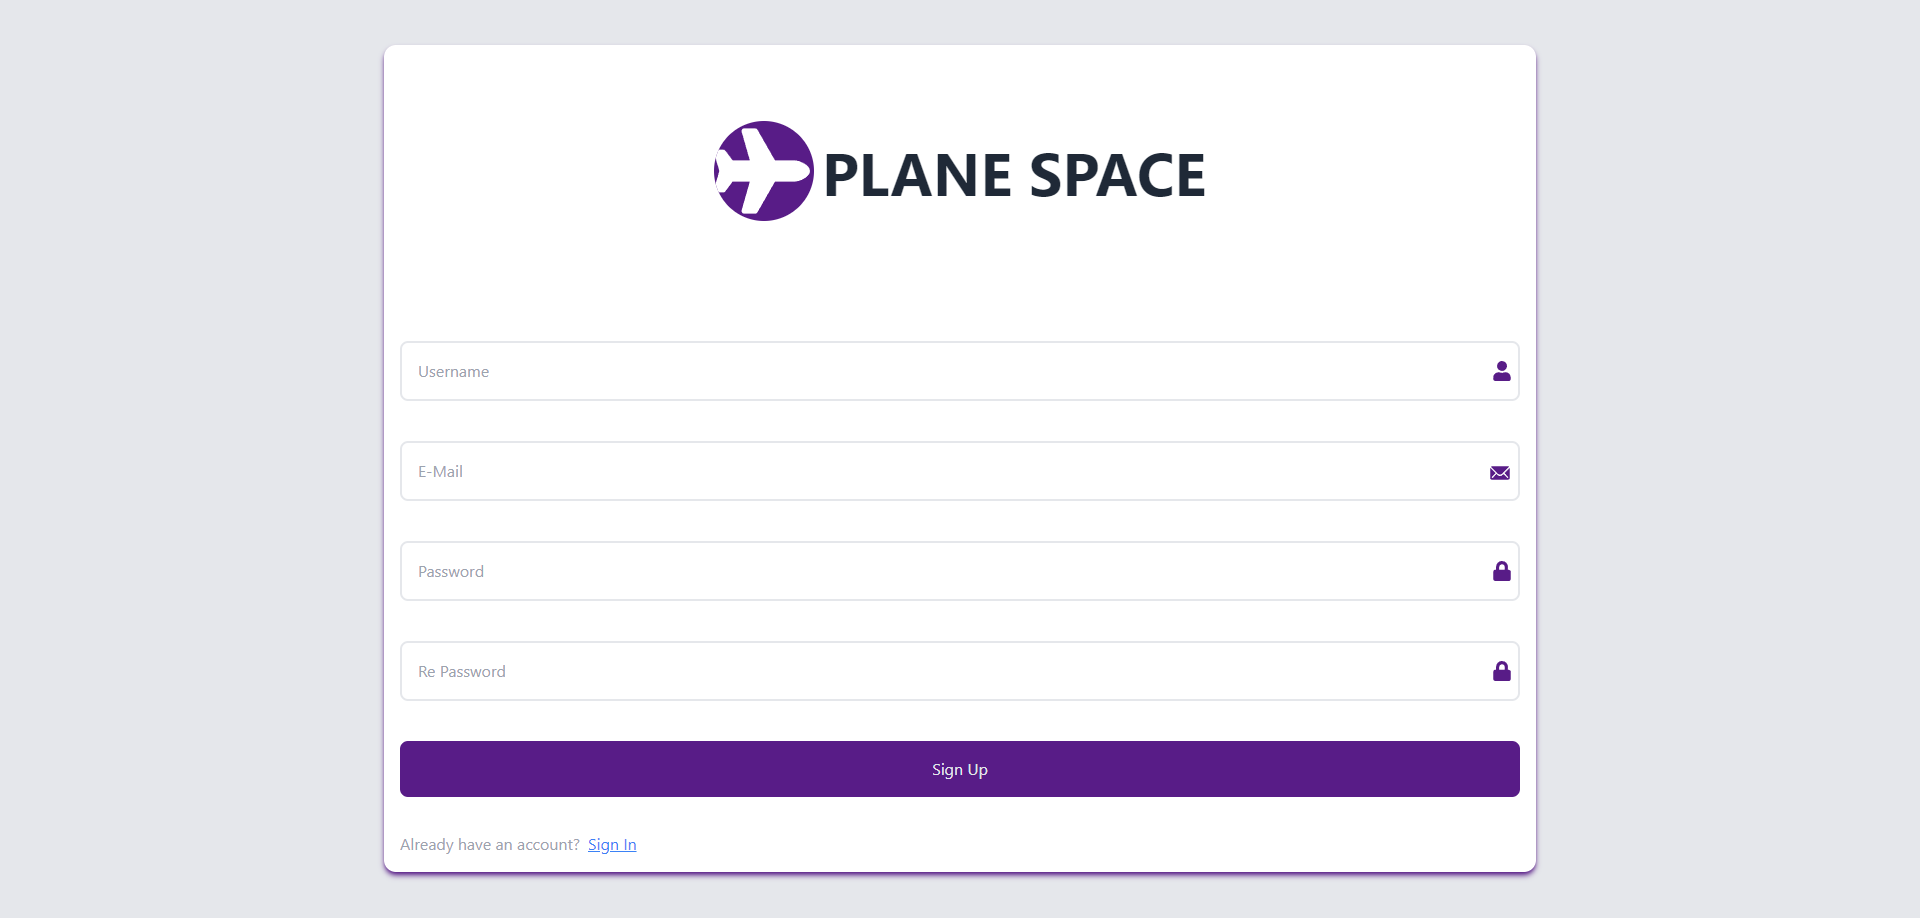 PLANE SPACE
Username
E-Mail
Password
Re Password
Sign Up
Already have an account? Sign In